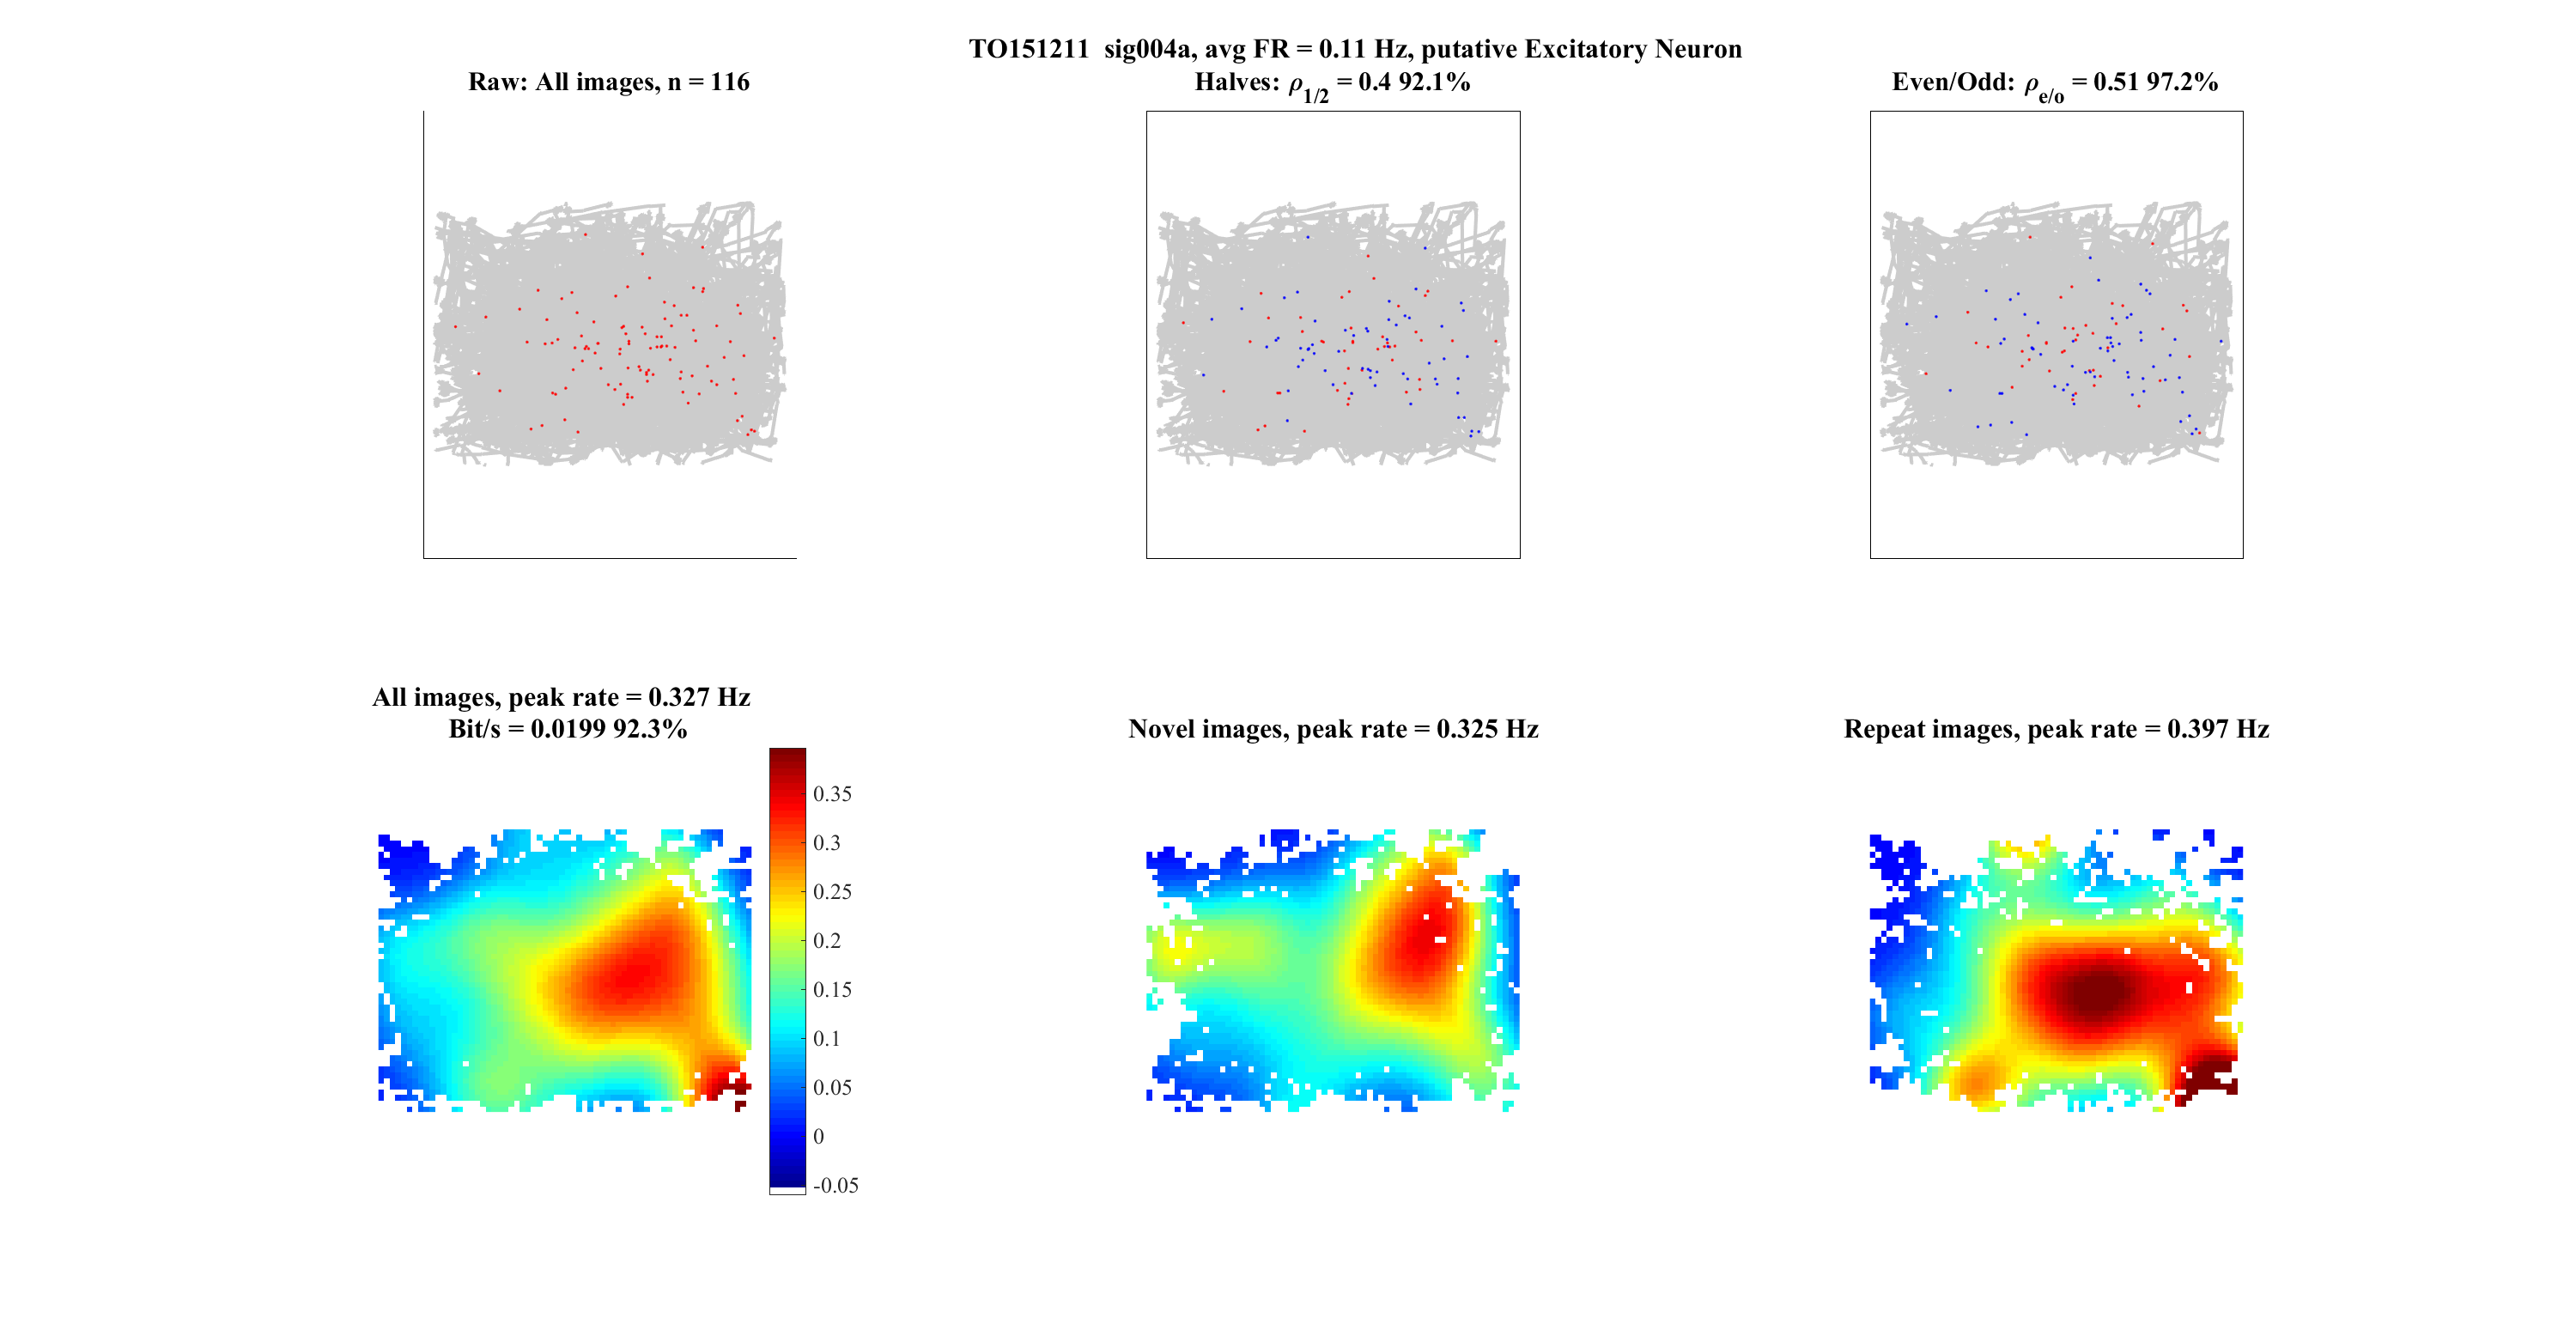 TO151211  sig004a, avg FR = 0.11 Hz, putative Excitatory Neuron
Raw: All images, n = 116
Halves: ρ1/2 = 0.4 92.1%
Even/Odd: ρe/o = 0.51 97.2%
All images, peak rate = 0.327 Hz
Bit/s = 0.0199 92.3%
Novel images, peak rate = 0.325 Hz
Repeat images, peak rate = 0.397 Hz
0.35
0.3
0.25
0.2
0.15
0.1
0.05
0
-0.05